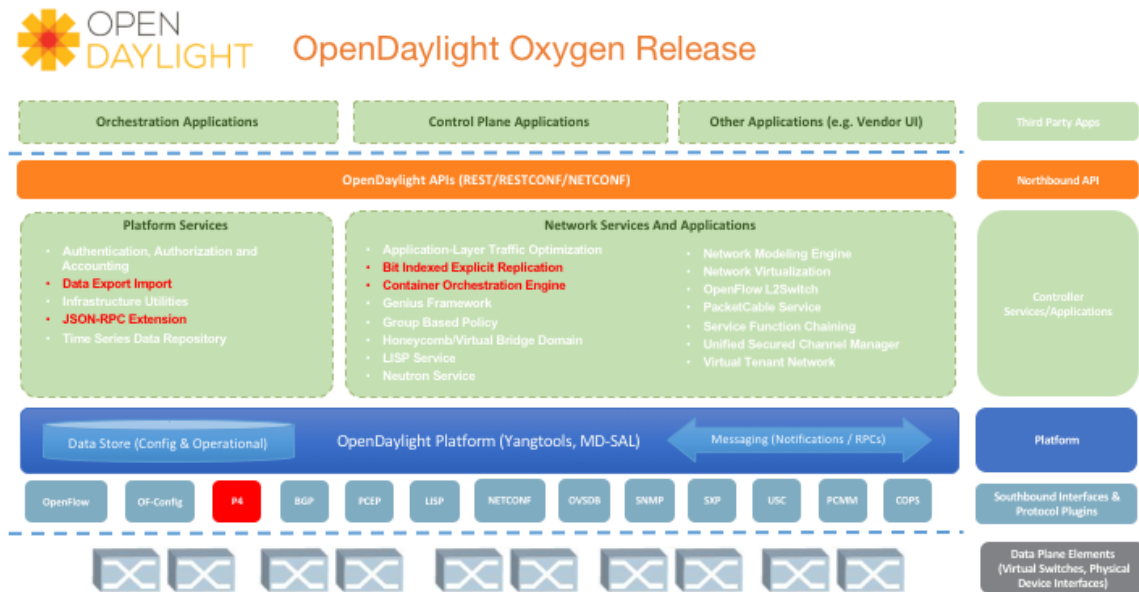 OPEN
DAYLIGHT
OpenDaylight Oxygen Release
Orchestration Applications
Control Plane Applications
Other Applications (e.g. Vendor UI)
Third Party Apps
OpenDaylight APIs (REST/RESTCONF/NETCONF)
Northbound API
Platform Services
• Authentication, Authorization and
Accounting
• Data Export Import
• Infrastructure Utilities
• JSON-RPC Extension
• Time Series Data Repository
Network Services And Applications
• Application-Layer Traffic Optimization
• Bit Indexed Explicit Replication
• Container Orchestration Engine
• Genius Framework
• Group Based Policy
• Honeycomb/Virtual Bridge Domain
• LISP Service
• Neutron Service
• Network Modeling Engine
• Network Virtualization
• OpenFlow L2Switch
• PacketCable Service
• Service Function Chaining
• Unified Secured Channel Manager
• Virtual Tenant Network
Controller
Services/Applications
Data Store (Config & Operational)
OpenDaylight Platform (Yangtools, MD-SAL)
Messaging (Notifications / RPCs)
Platform
OpenFlow
OF-Config
P4
BGP
PCEP
LISP
NETCONF
OVSDB
SNMP
SXP
USC
PCMM
COPS
Southbound Interfaces &
Protocol Plugins
Data Plane Elements
(Virtual Switches, Physical
Device Interfaces)